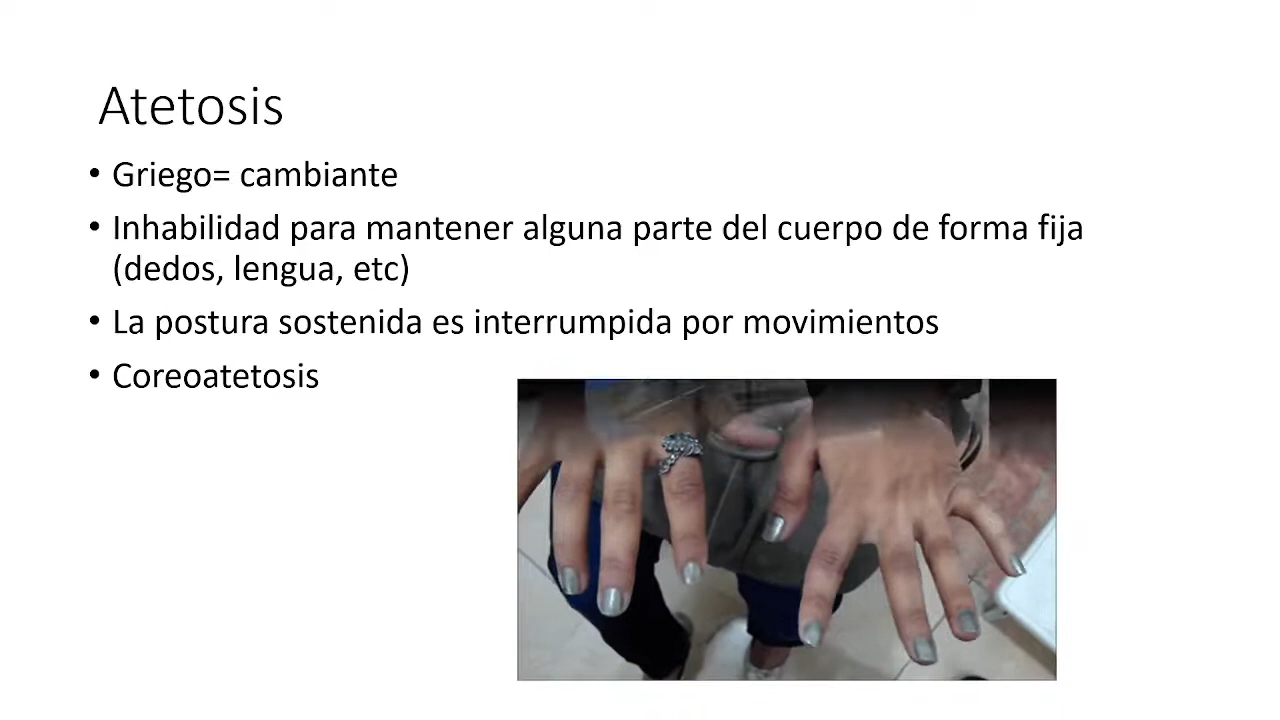 Atetosis
• Griego= cambiante
• Inhabilidad para mantener alguna parte del cuerpo de forma fija
(dedos, lengua, etc)
• La postura sostenida es interrumpida por movimientos
• Coreoatetosis